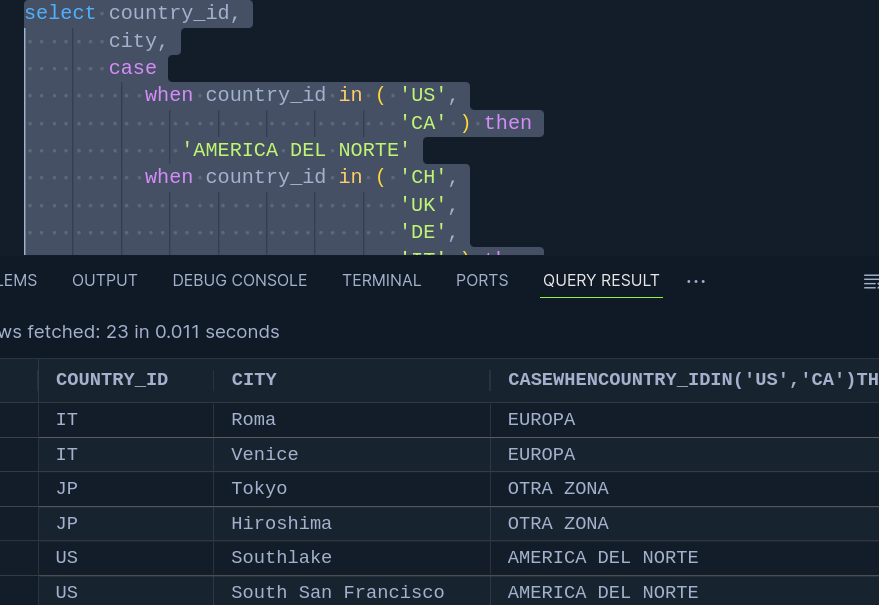 select country_id,
city,
case
when country_id in ( 'US',
'CA' ) then
'AMERICA DEL NORTE'
when country_id in ( 'CH',
'UK',
'DE',
LEMS OUTPUT DEBUG CONSOLE TERMINAL PORTS QUERY RESULT ...
ws fetched: 23 in 0.011 seconds
COUNTRY_ID CITY CASEWHENCOUNTRY_IDIN('US','CA')TH
IT Roma EUROPA
IT Venice EUROPA
JP Tokyo OTRA ZONA
JP Hiroshima OTRA ZONA
US Southlake AMERICA DEL NORTE
US South San Francisco AMERICA DEL NORTE